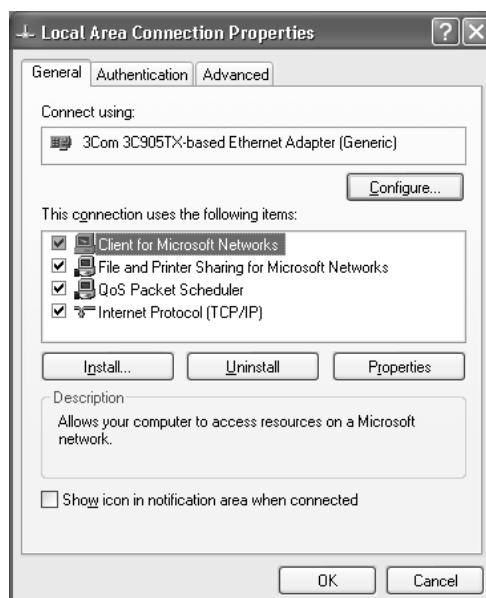 Local Area Connection Properties
General Authentication Advanced
Connect using:
3Com 3C905TX-based Ethernet Adapter (Generic)
Configure...
This connection uses the following items:
Client for Microsoft Networks
File and Printer Sharing for Microsoft Networks
QoS Packet Scheduler
Internet Protocol (TCP/IP)
Install... Uninstall Properties
Description
Allows your computer to access resources on a Microsoft
network.
Show icon in notification area when connected
OK Cancel